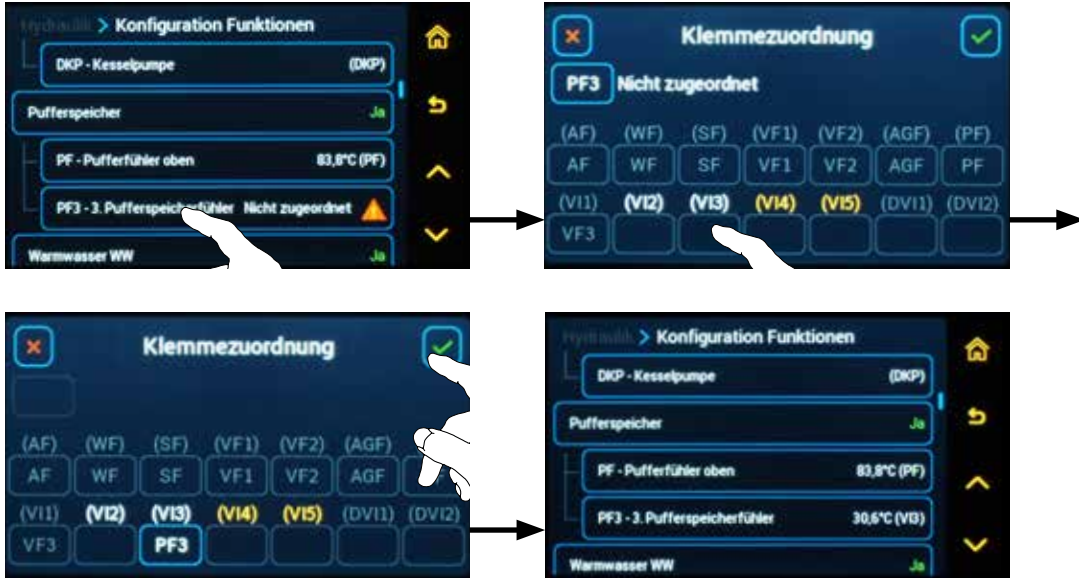 Hydraulik > Konfiguration Funktionen
DKP - Kesselpumpe (DKP)
Pufferspeicher Ja
PF - Pufferfühler oben 83,8°C (PF)
PF3 - 3. Pufferspeicherfühler Nicht zugeordnet
Warmwasser WW Ja
Klemmezuordnung
PF3 Nicht zugeordnet
(AF) (WF) (SF) (VF1) (VF2) (AGF) (PF)
AF WF SF VF1 VF2 AGF PF
(VI1) (VI2) (VI3) (VI4) (VI5) (DVI1) (DVI2)
VF3
Klemmezuordnung
(AF) (WF) (SF) (VF1) (VF2) (AGF)
AF WF SF VF1 VF2 AGF
(VI1) (VI2) (VI3) (VI4) (VI5) (DVI1) (DVI2)
VF3 PF3
Hydraulik > Konfiguration Funktionen
DKP - Kesselpumpe (DKP)
Pufferspeicher Ja
PF - Pufferfühler oben 83,8°C (PF)
PF3 - 3. Pufferspeicherfühler 30,6°C (VI3)
Warmwasser WW Ja